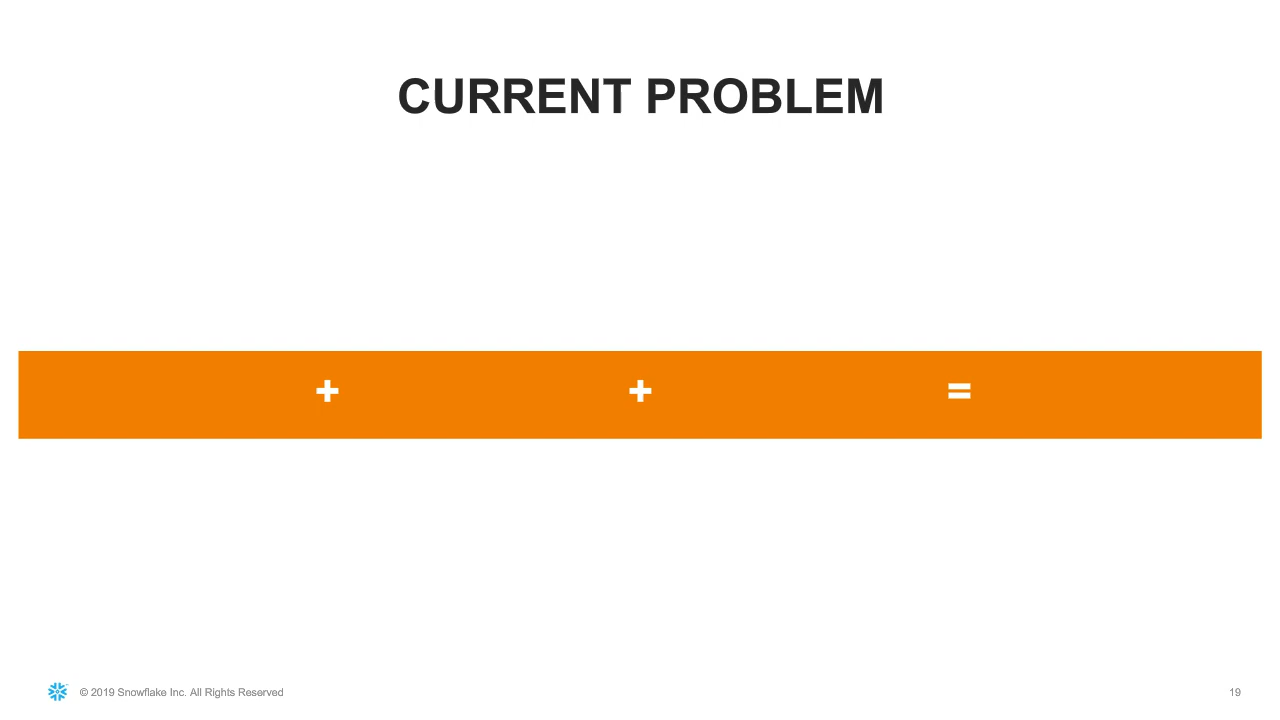 CURRENT PROBLEM
+ + =
© 2019 Snowflake Inc. All Rights Reserved
19